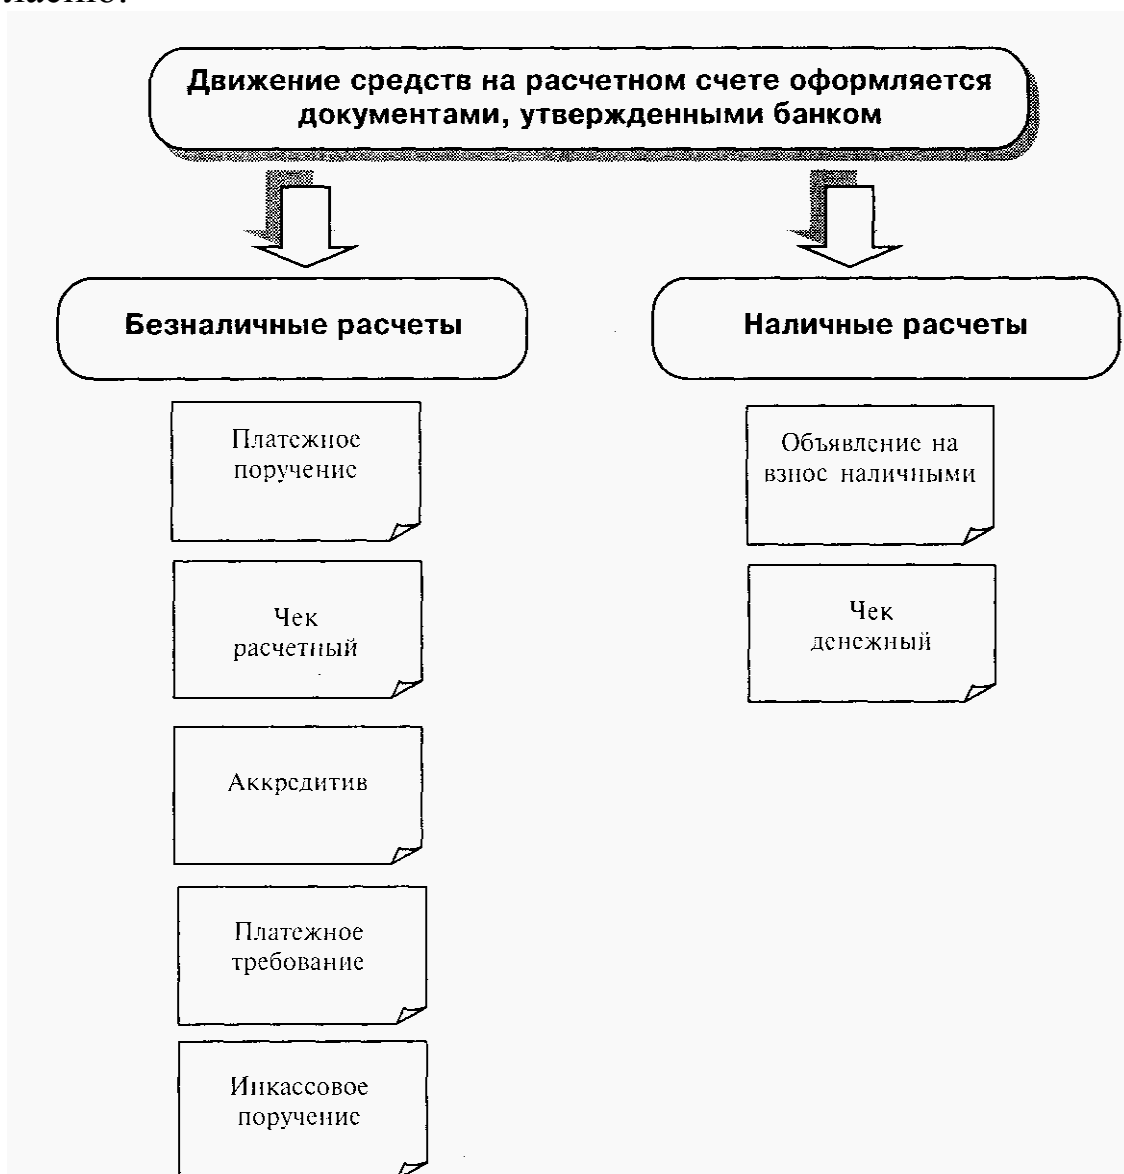 Движение средств на расчетном счете оформляется
документами, утвержденными банком
Безналичные расчеты
Наличные расчеты
Платежное
поручение
Чек
расчетный
Аккредитив
Платежное
требование
Инкассовое
поручение
Объявление на
взнос наличными
Чек
денежный